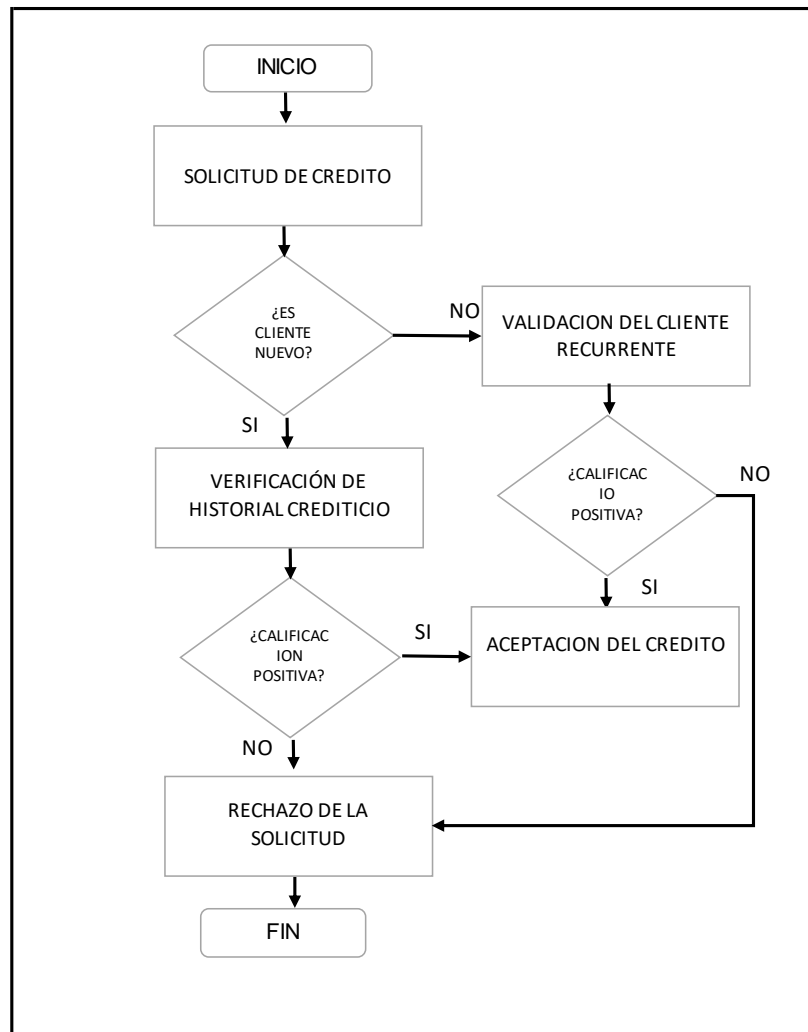 INICIO
SOLICITUD DE CREDITO
¿ES
CLIENTE
NUEVO?
NO
VALIDACION DEL CLIENTE
RECURRENTE
SI
VERIFICACIÓN DE
HISTORIAL CREDITICIO
¿CALIFICAC
IO
POSITIVA?
NO
SI
¿CALIFICAC
ION
POSITIVA?
SI
ACEPTACION DEL CREDITO
NO
RECHAZO DE LA
SOLICITUD
FIN